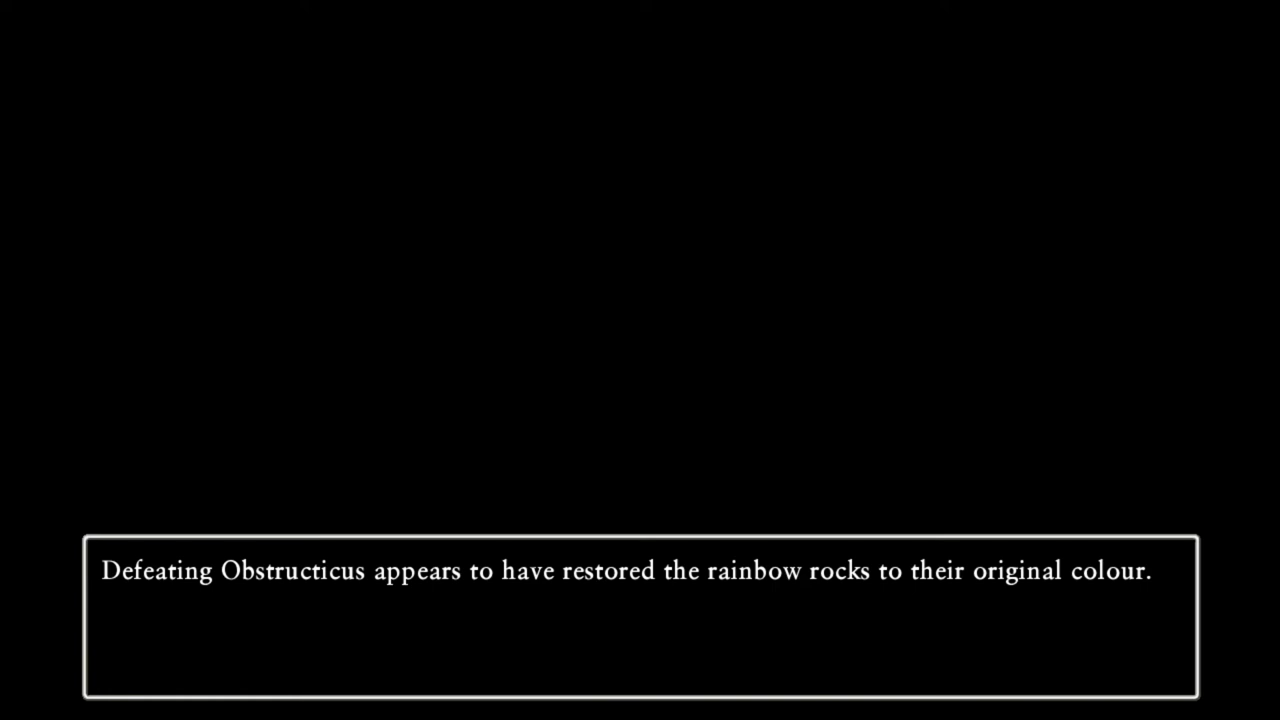 Defeating Obstructicus appears to have restored the rainbow rocks to their original colour.